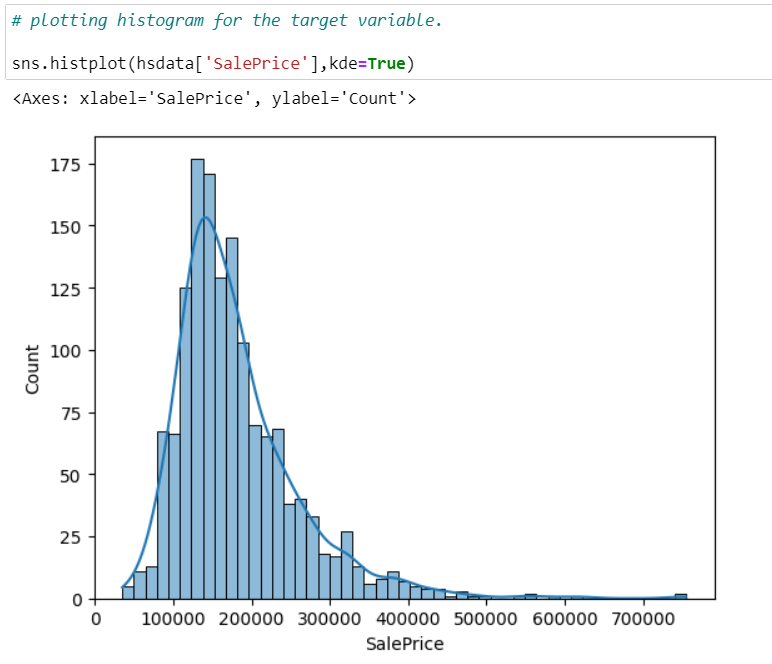 # plotting histogram for the target variable.
sns.histplot(hsdata['SalePrice'],kde=True)
<Axes: xlabel='SalePrice', ylabel='Count'>
175
150
125
100
75
50
25
0
Count
0 100000 200000 300000 400000 500000 600000 700000
SalePrice